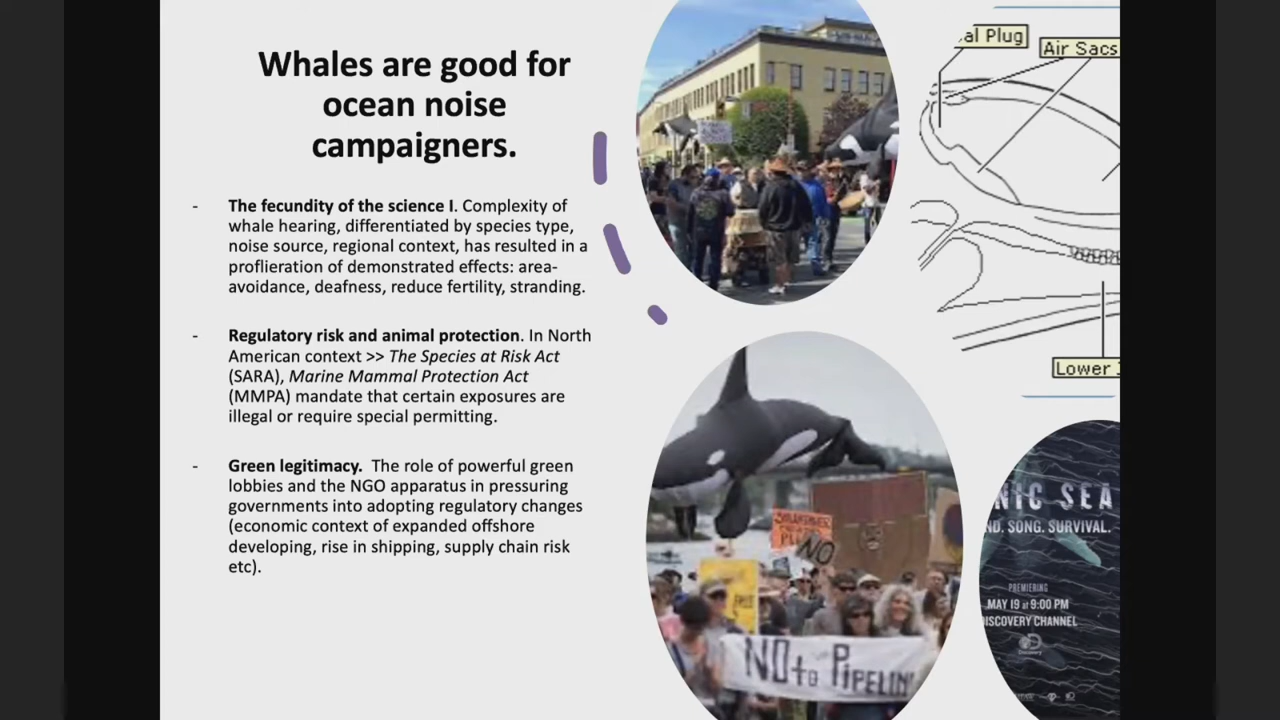 Whales are good for
ocean noise
campaigners.
- The fecundity of the science I. Complexity of
whale hearing, differentiated by species type,
noise source, regional context, has resulted in a
proflieration of demonstrated effects: area-
avoidance, deafness, reduce fertility, stranding.
- Regulatory risk and animal protection. In North
American context >> The Species at Risk Act
(SARA), Marine Mammal Protection Act
(MMPA) mandate that certain exposures are
illegal or require special permitting.
- Green legitimacy. The role of powerful green
lobbies and the NGO apparatus in pressuring
governments into adopting regulatory changes
(economic context of expanded offshore
developing, rise in shipping, supply chain risk
etc).
al Plug
Air Sacs
Lower
NO
FREE
NO to PIPELIN
NIC SEA
ND. SONG. SURVIVAL.
PREMIERING
MAY 19 at 9:00 PM
DISCOVERY CHANNEL
Discovery